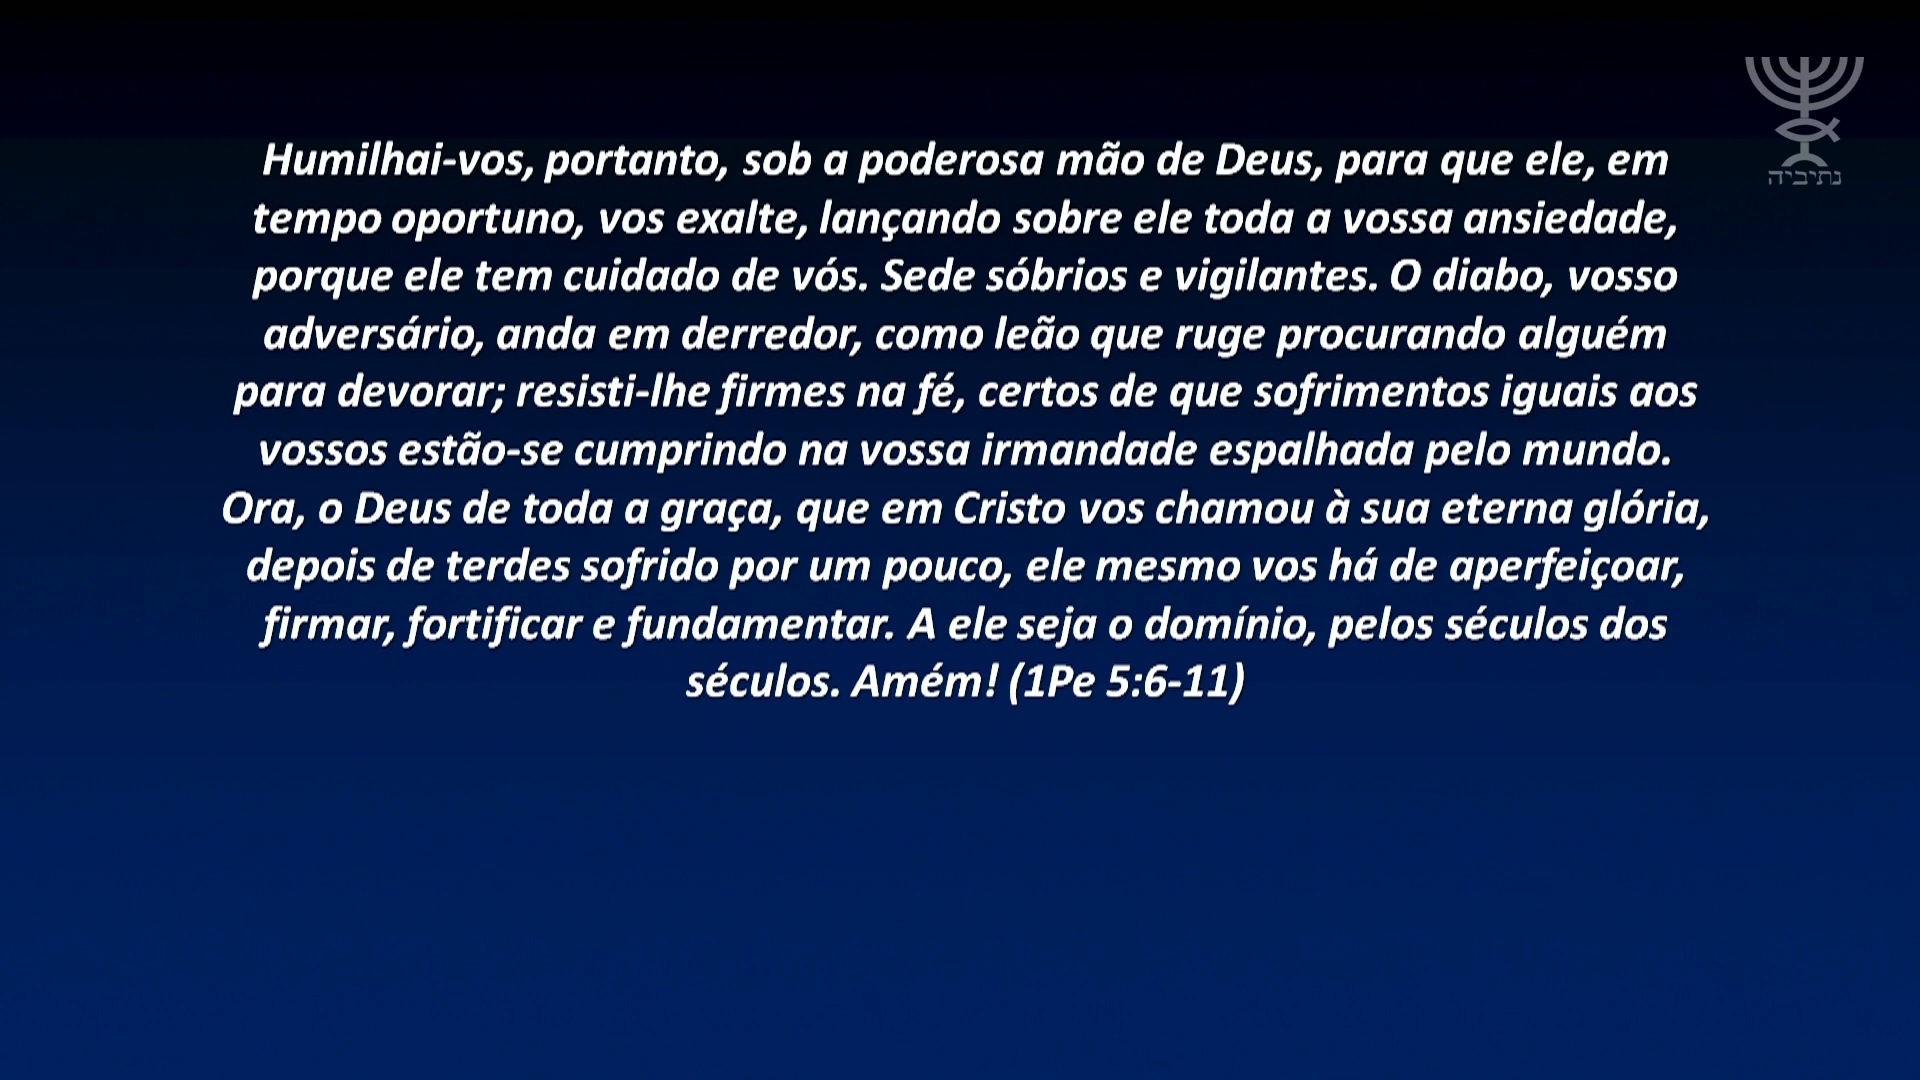 נתיביה
Humilhai-vos, portanto, sob a poderosa mão de Deus, para que ele, em
tempo oportuno, vos exalte, lançando sobre ele toda a vossa ansiedade,
porque ele tem cuidado de vós. Sede sóbrios e vigilantes. O diabo, vosso
adversário, anda em derredor, como leão que ruge procurando alguém
para devorar; resisti-lhe firmes na fé, certos de que sofrimentos iguais aos
vossos estão-se cumprindo na vossa irmandade espalhada pelo mundo.
Ora, o Deus de toda a graça, que em Cristo vos chamou à sua eterna glória,
depois de terdes sofrido por um pouco, ele mesmo vos há de aperfeiçoar,
firmar, fortificar e fundamentar. A ele seja o domínio, pelos séculos dos
séculos. Amém! (1Pe 5:6-11)